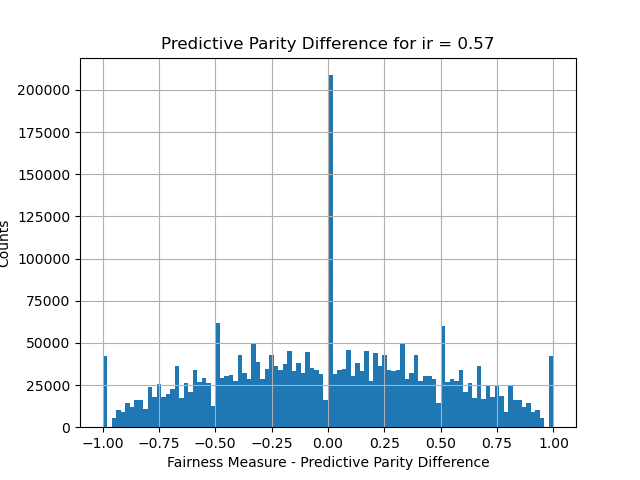 Predictive Parity Difference for ir = 0.57
Counts
200000
175000
150000
125000
100000
75000
50000
25000
0
−1.00 −0.75 −0.50 −0.25 0.00 0.25 0.50 0.75 1.00
Fairness Measure - Predictive Parity Difference